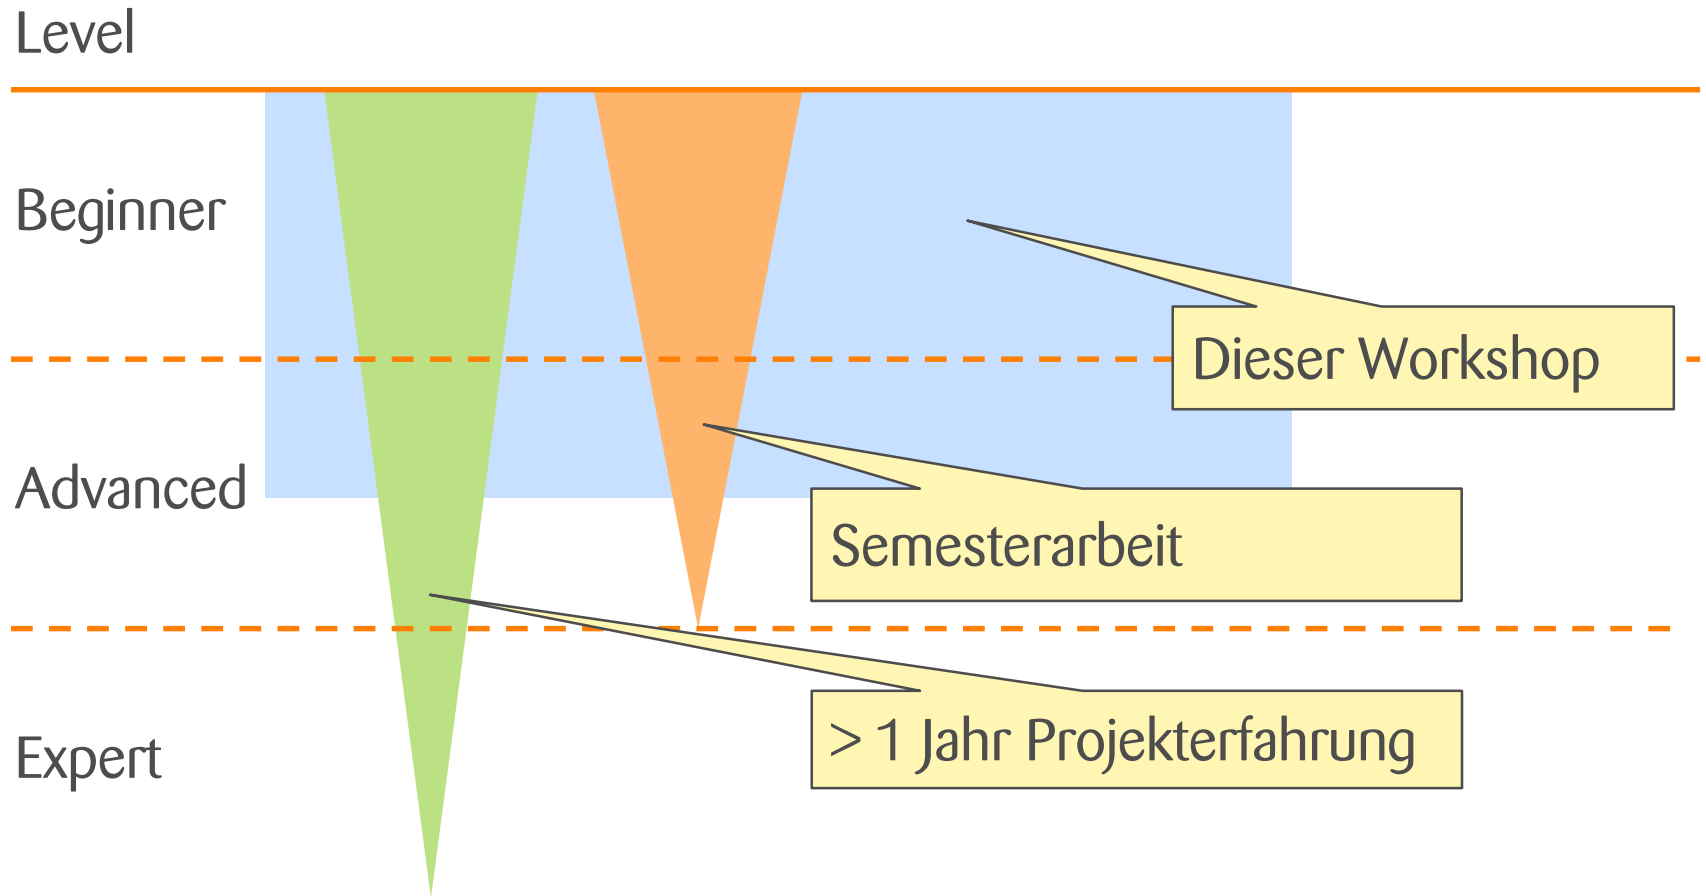 Level
Beginner
Dieser Workshop
Advanced
Semesterarbeit
> 1 Jahr Projekterfahrung
Expert